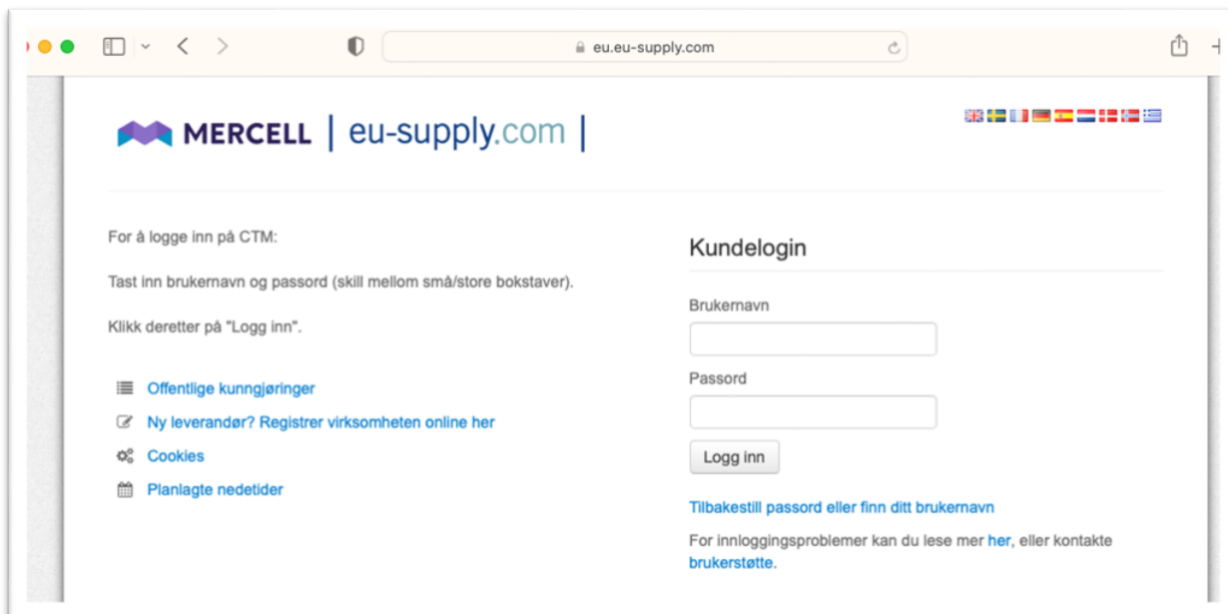 eu.eu-supply.com
MERCELL | eu-supply.com |
For å logge inn på CTM:
Tast inn brukernavn og passord (skill mellom små/store bokstaver).
Klikk deretter på "Logg inn".
Offentlige kunngjøringer
Ny leverandør? Registrer virksomheten online her
Cookies
Planlagte nedetider
Kundelogin
Brukernavn
Passord
Logg inn
Tilbakestill passord eller finn ditt brukernavn
For innloggingsproblemer kan du lese mer her, eller kontakte
brukerstøtte.